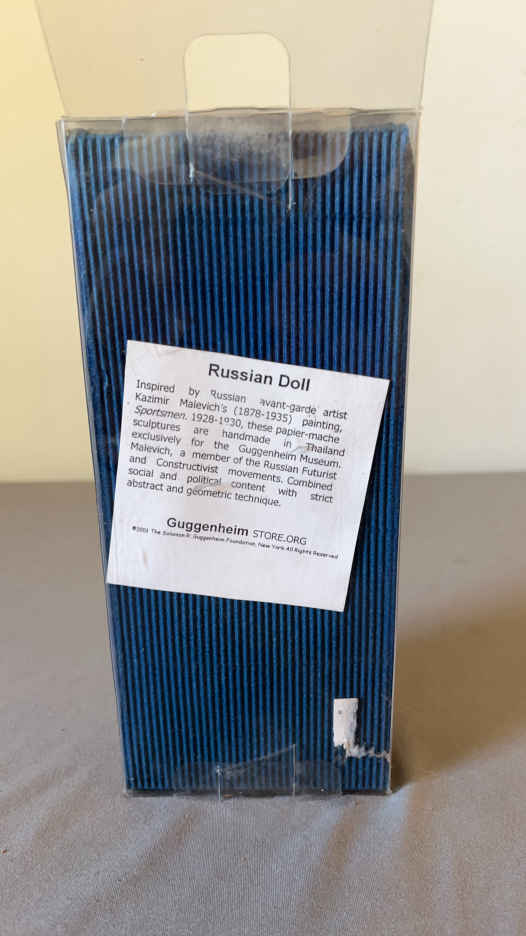 Russian Doll
Inspired by Russian avant-garde artist
Kazimir Malevich's (1878-1935) painting,
Sportsmen. 1928-1930, these papier-mache
sculptures are handmade in Thailand
exclusively for the Guggenheim Museum.
Malevich, a member of the Russian Futurist
and Constructivist movements. Combined
social and political content with strict
abstract and geometric technique.
Guggenheim STORE.ORG
The Solomon R. Guggenheim Foundation, New York All Rights Reserved